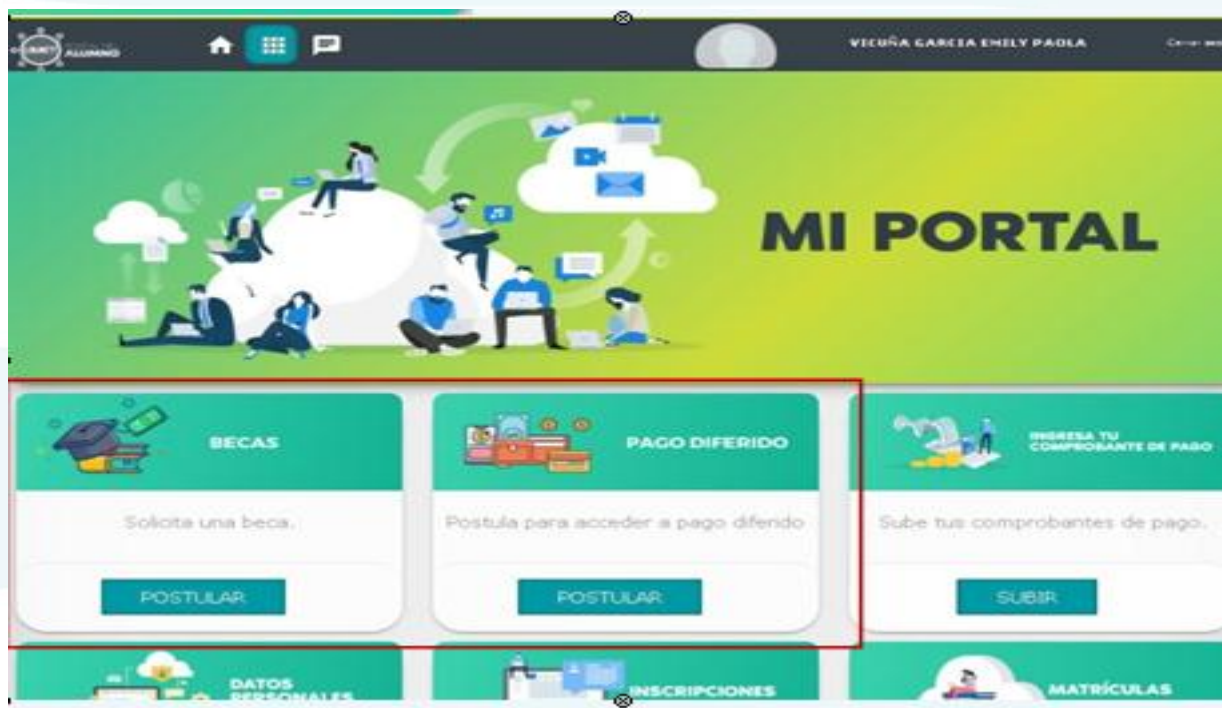 ALUMNO
VICUÑA GARCIA EMILY PAOLA
MI PORTAL
BECAS
PAGO DIFERIDO
INGRESA TU
COMPROBANTE DE PAGO
Solicita una beca.
Postula para acceder a pago diferido
Sube tus comprobantes de pago.
POSTULAR
POSTULAR
SUBIR
DATOS
PERSONALES
INSCRIPCIONES
MATRÍCULAS